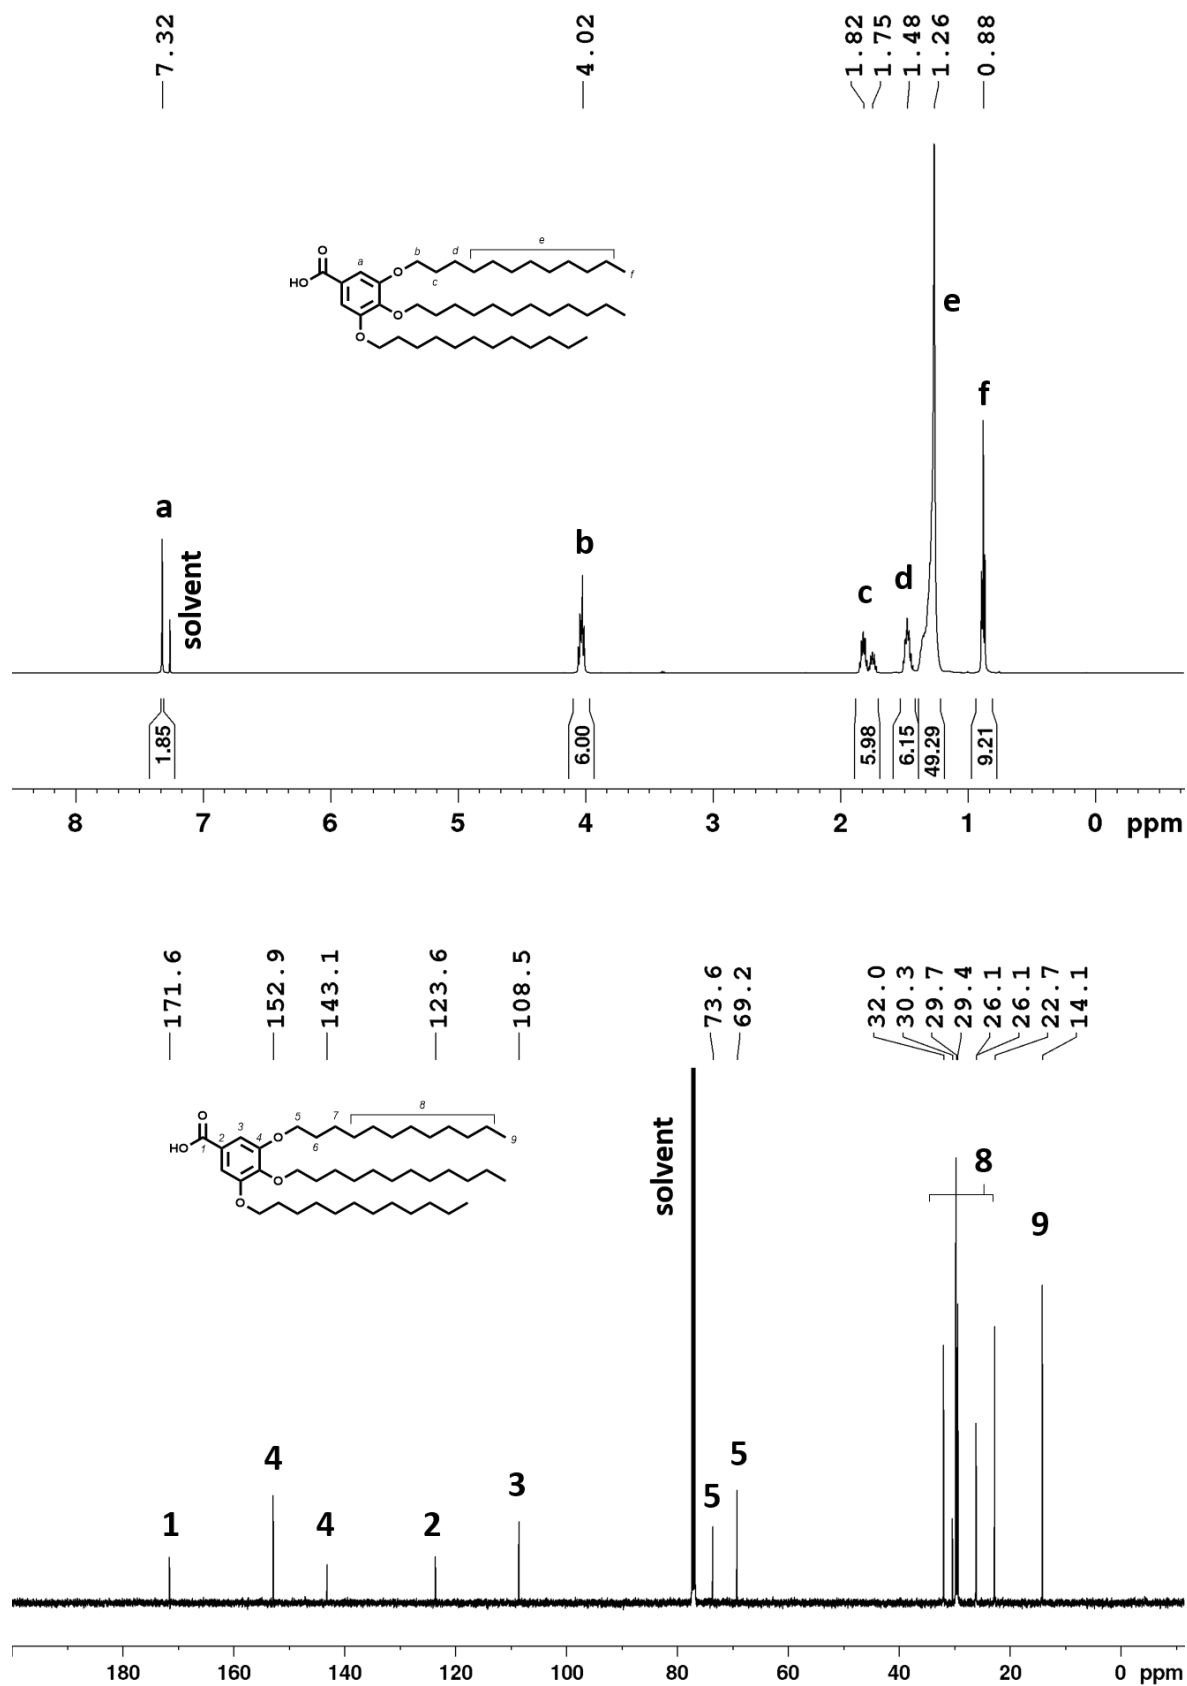 7.32
4.02
1.82
1.75
1.48
1.26
0.88
O
HO
a
O
b
c
d
e
f
O
O
a
solvent
b
c
d
e
f
1.85
6.00
5.98
6.15
49.29
9.21
8 7 6 5 4 3 2 1 0 ppm
171.6
152.9
143.1
123.6
108.5
73.6
69.2
32.0
30.3
29.7
29.4
26.1
26.1
22.7
14.1
O
HO
1
2
3
4
O
5
6
7
8
9
O
O
solvent
8
9
1
4
4
2
3
5
5
180 160 140 120 100 80 60 40 20 0 ppm